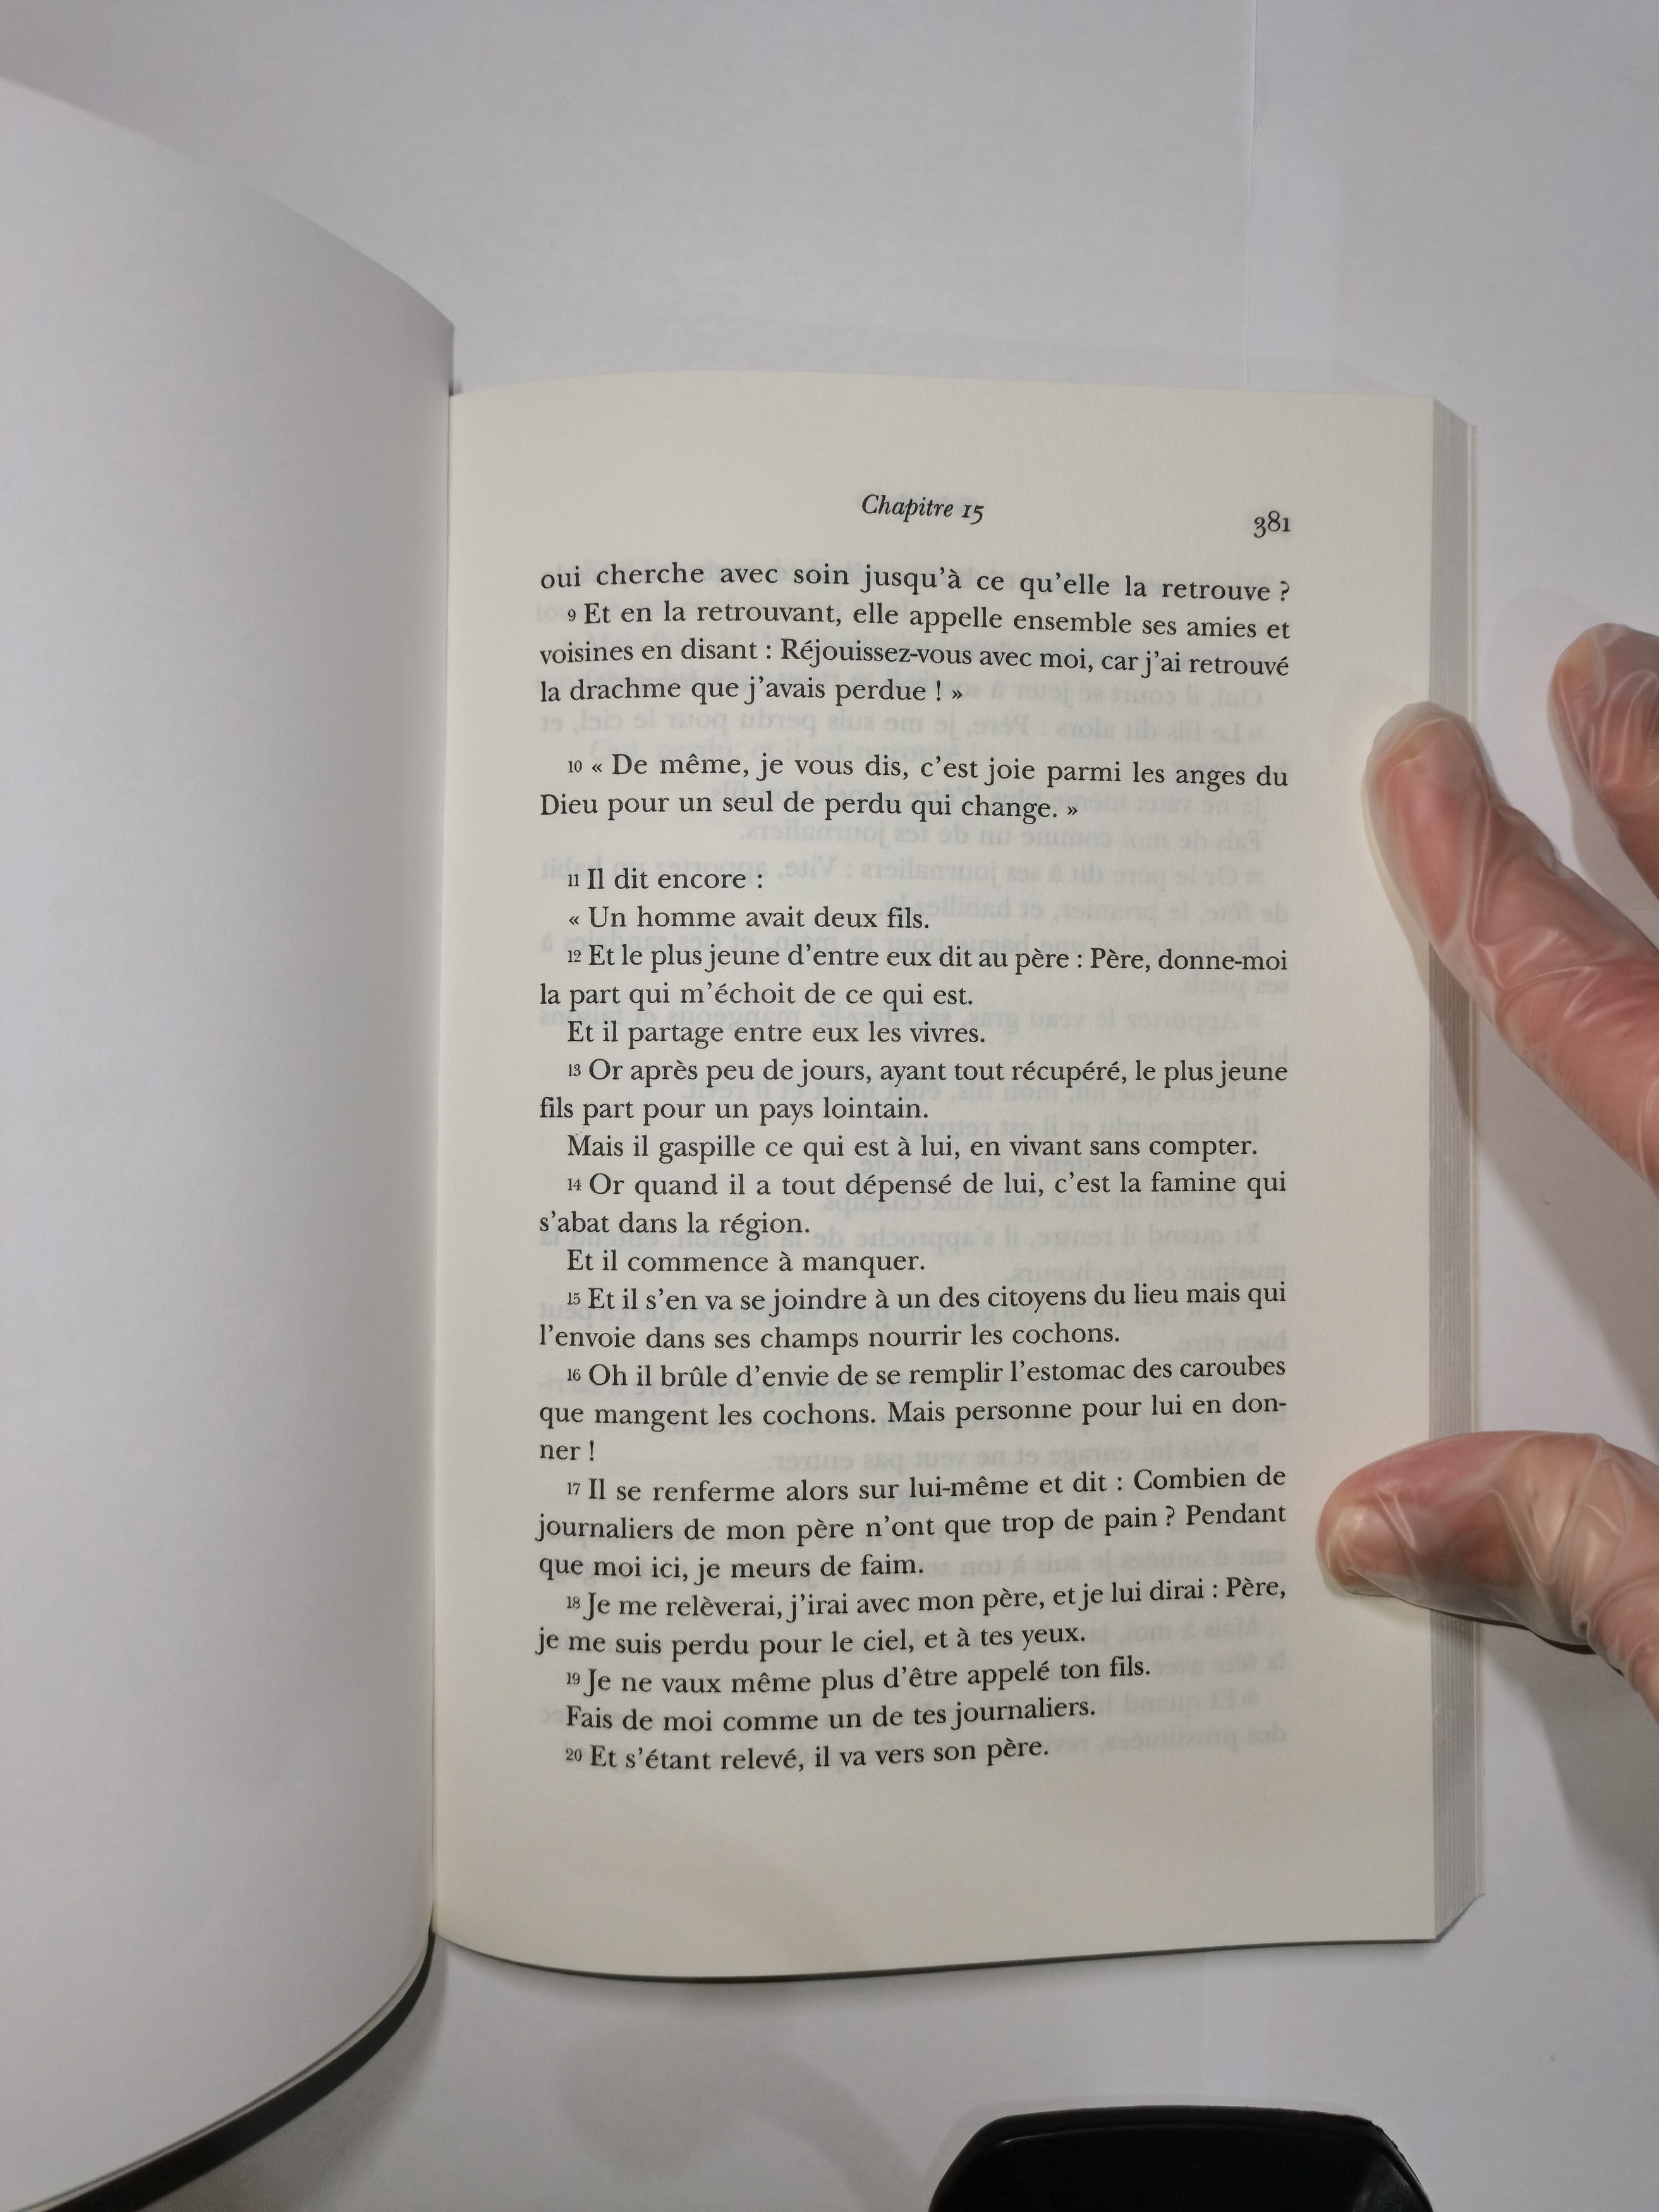 Chapitre 15
381
oui cherche avec soin jusqu'à ce qu'elle la retrouve ?
9 Et en la retrouvant, elle appelle ensemble ses amies et
voisines en disant : Réjouissez-vous avec moi, car j'ai retrouvé
la drachme que j'avais perdue ! »
10 « De même, je vous dis, c'est joie parmi les anges du
Dieu pour un seul de perdu qui change. »
11 Il dit encore :
« Un homme avait deux fils.
12 Et le plus jeune d'entre eux dit au père : Père, donne-moi
la part qui m'échoit de ce qui est.
Et il partage entre eux les vivres.
13 Or après peu de jours, ayant tout récupéré, le plus jeune
fils part pour un pays lointain.
Mais il gaspille ce qui est à lui, en vivant sans compter.
14 Or quand il a tout dépensé de lui, c'est la famine qui
s'abat dans la région.
Et il commence à manquer.
15 Et il s'en va se joindre à un des citoyens du lieu mais qui
l'envoie dans ses champs nourrir les cochons.
16 Oh il brûle d'envie de se remplir l'estomac des caroubes
que mangent les cochons. Mais personne pour lui en don-
ner !
17 Il se renferme alors sur lui-même et dit : Combien de
journaliers de mon père n'ont que trop de pain ? Pendant
que moi ici, je meurs de faim.
18 Je me relèverai, j'irai avec mon père, et je lui dirai : Père,
je me suis perdu pour le ciel, et à tes yeux.
19 Je ne vaux même plus d'être appelé ton fils.
Fais de moi comme un de tes journaliers.
20 Et s'étant relevé, il va vers son père.